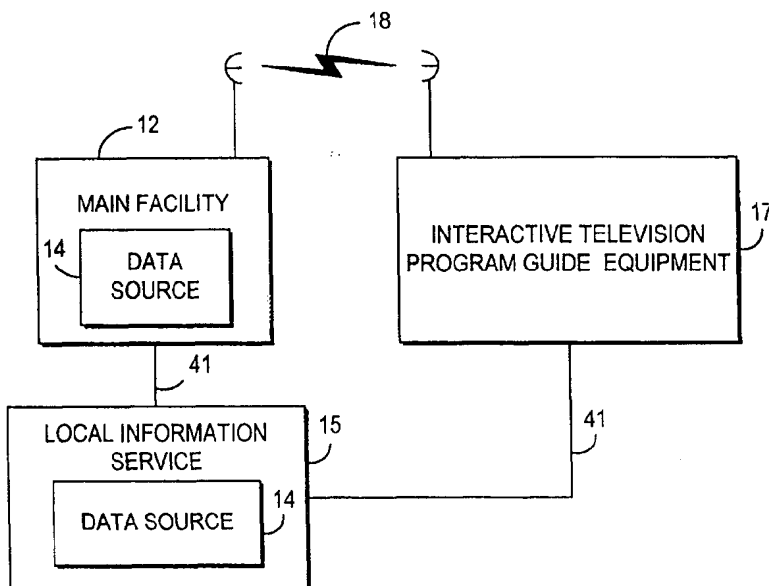 18
12
MAIN FACILITY
14
DATA
SOURCE
INTERACTIVE TELEVISION
PROGRAM GUIDE EQUIPMENT
17
41
LOCAL INFORMATION
SERVICE
15
41
DATA SOURCE
14